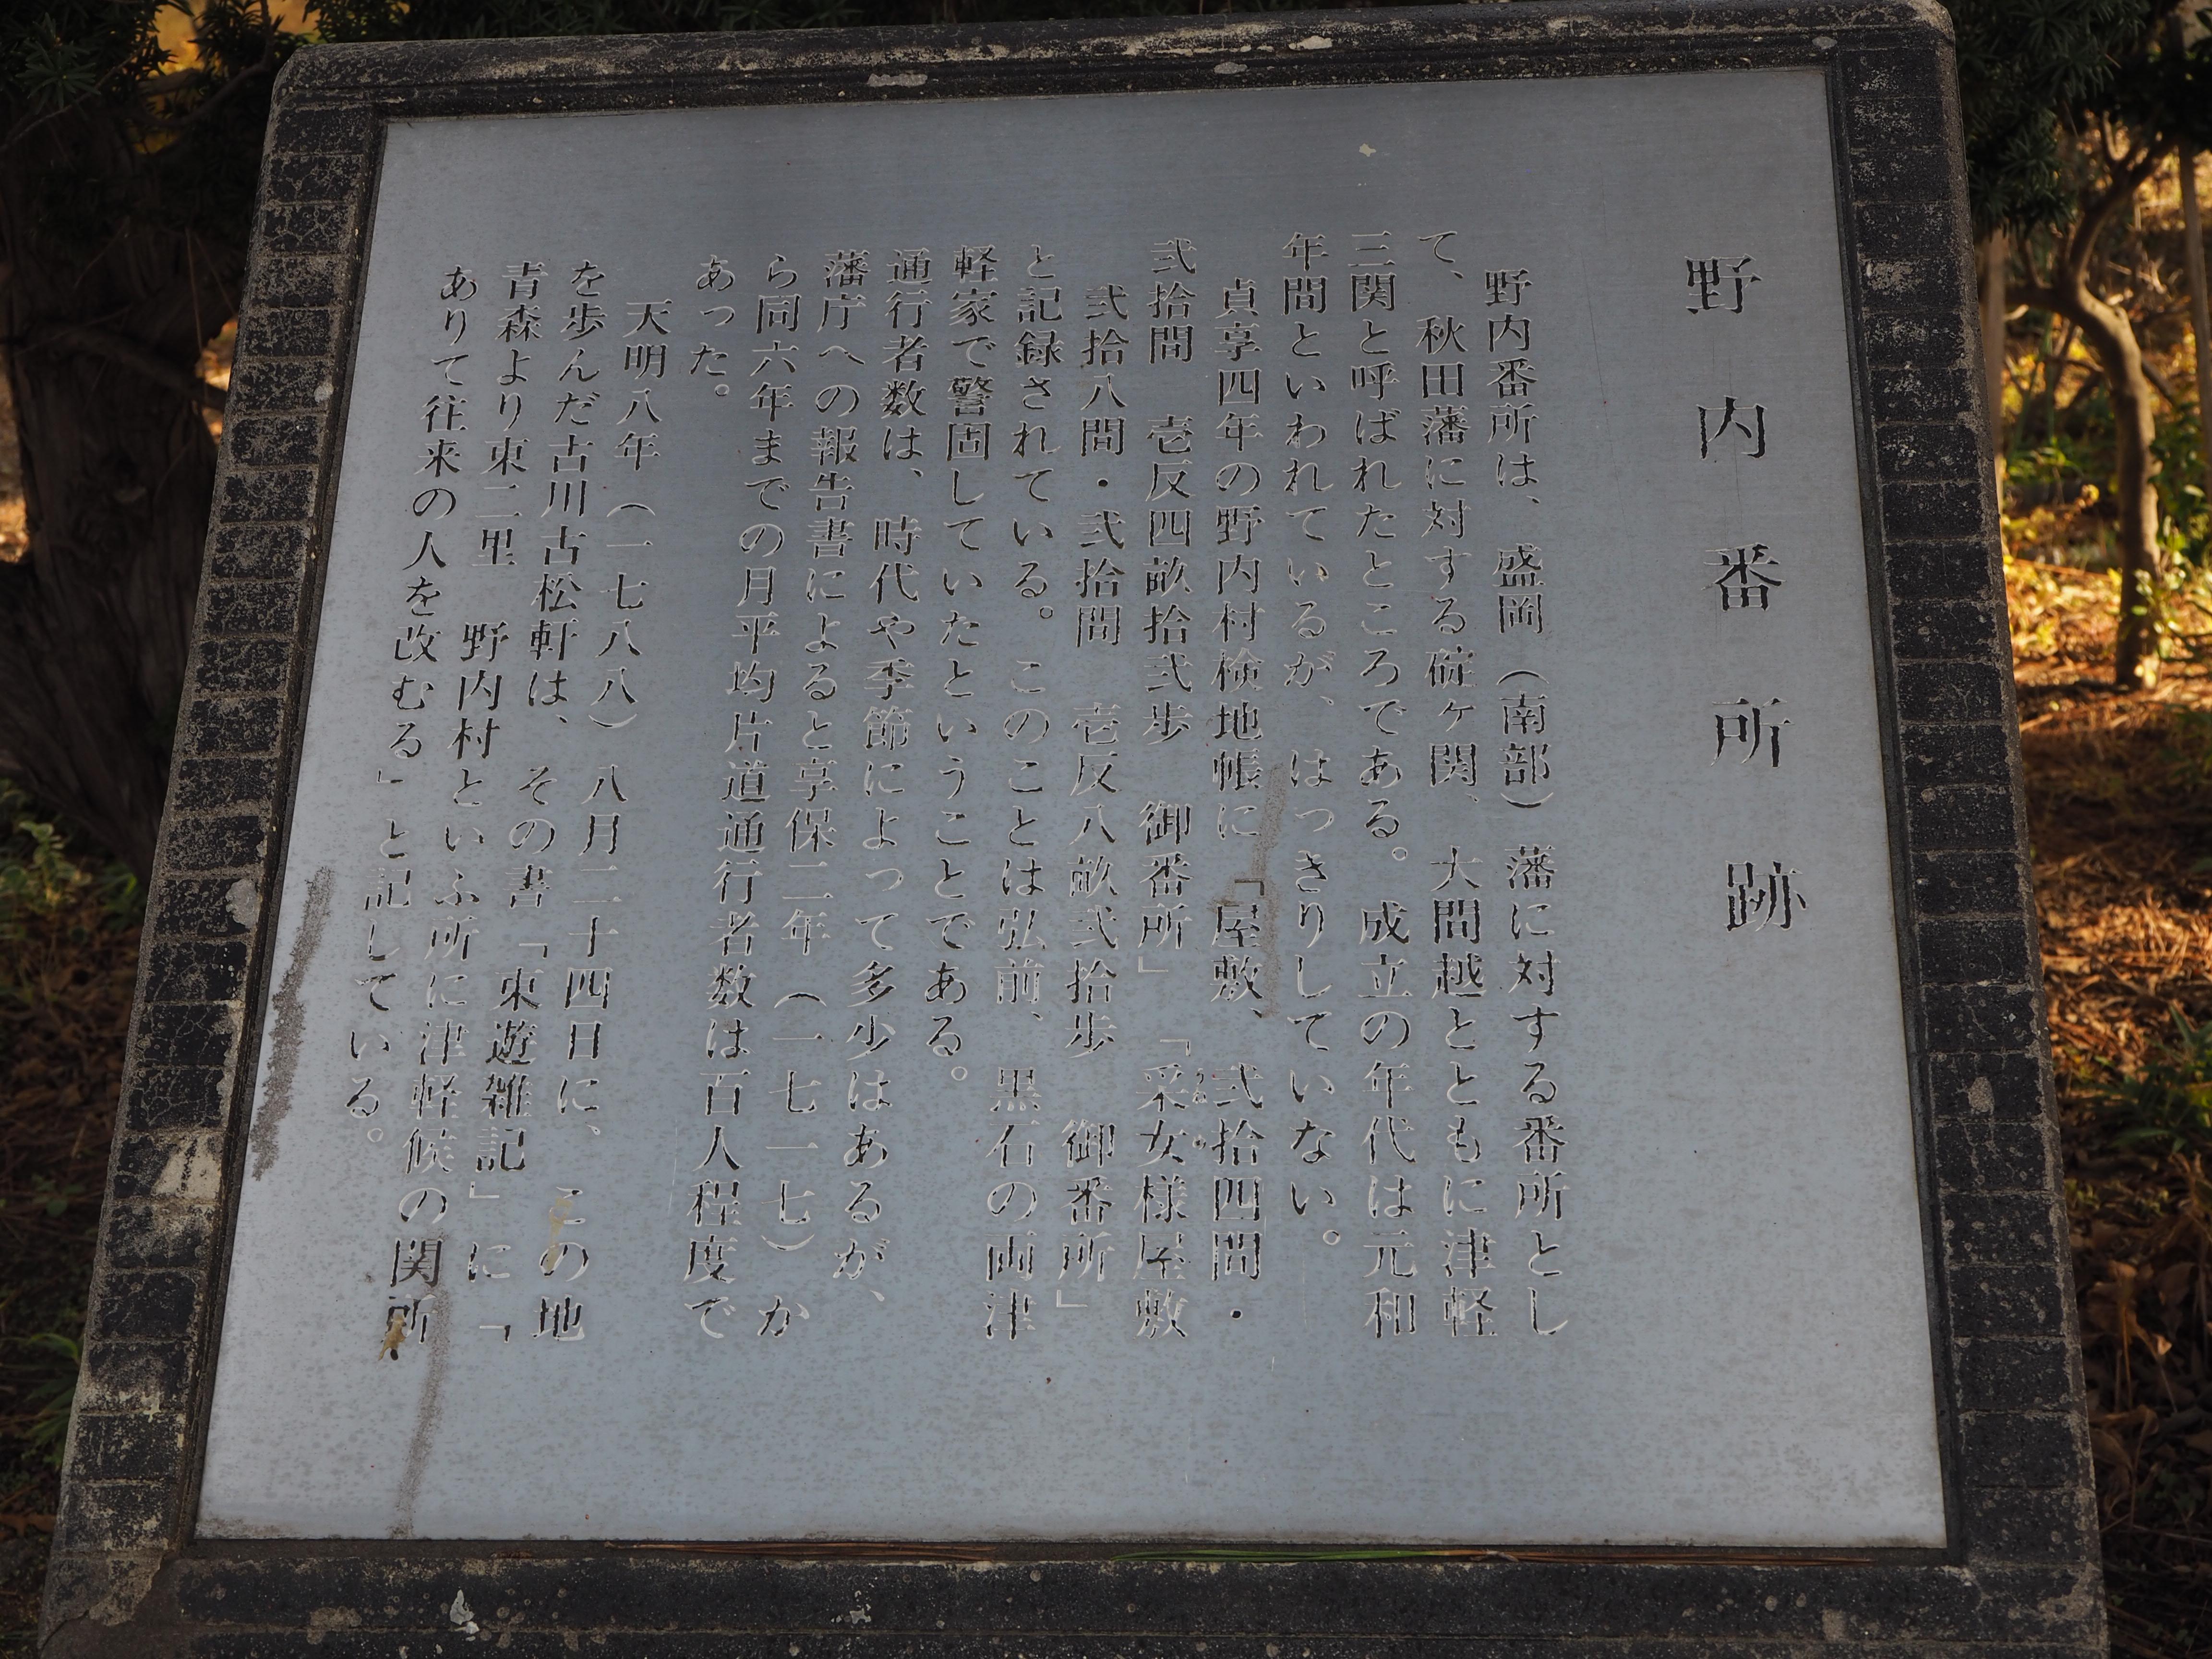 野内番所跡
野内番所は、盛岡（南部）藩に対する番所とし
て、秋田藩に対する碇ヶ関、大間越とともに津軽
三関と呼ばれたところである。成立の年代は元和
年間といわれているが、はっきりしていない。
貞享四年の野内村検地帳に「屋敷、弐拾四間・
弐拾間　壱反四畝拾弐歩　御番所」「采女様屋敷
弐拾八間・弐拾間　壱反八畝弐拾歩　御番所」
と記録されている。このことは弘前、黒石の両津
軽家で警固していたということである。
通行者数は、時代や季節によって多少はあるが、
藩庁への報告書によると享保二年（一七一七）か
ら同六年までの月平均片道通行者数は百人程度で
あった。
天明八年（一七八八）八月二十四日に、この地
を歩んだ古川古松軒は、その書「東遊雑記」に「
青森より東二里　野内村といふ所に津軽候の関所
ありて往来の人を改むる」と記している。